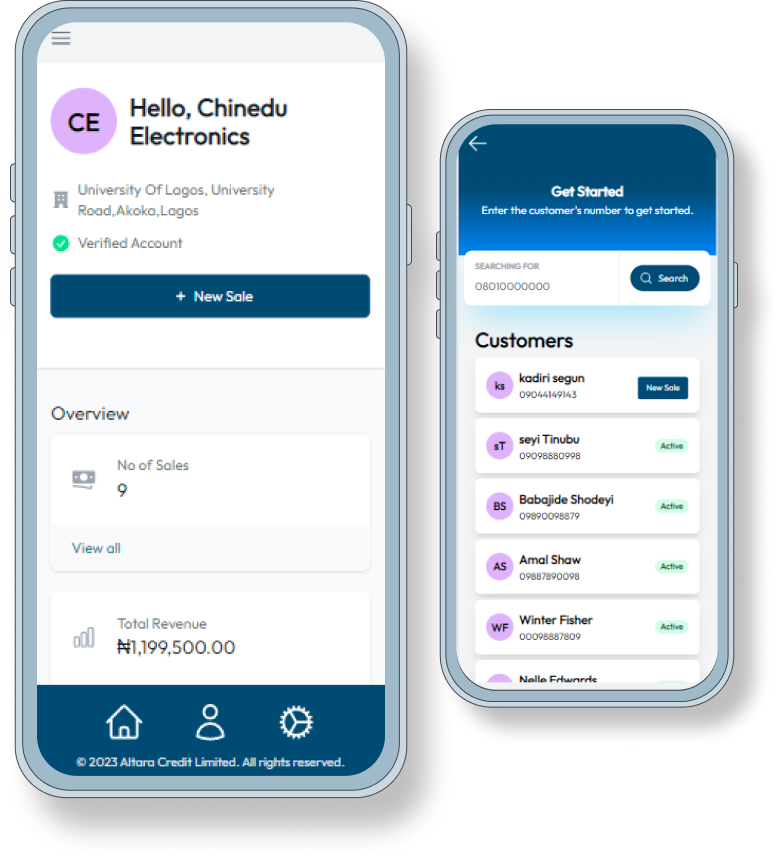 CE
Hello, Chinedu
Electronics
University Of Lagos, University
Road,Akoka,Lagos
Verified Account
+ New Sale
Overview
No of Sales
9
View all
Total Revenue
₦1,199,500.00
© 2023 Altara Credit Limited. All rights reserved.
Get Started
Enter the customer's number to get started.
SEARCHING FOR
08010000000
Search
Customers
ks
kadiri segun
09044149143
New Sale
sT
seyi Tinubu
09098880998
Active
BS
Babajide Shodeyi
09890098879
Active
AS
Amal Shaw
09887890098
Active
WF
Winter Fisher
00098887809
Active
Nelle Edwards